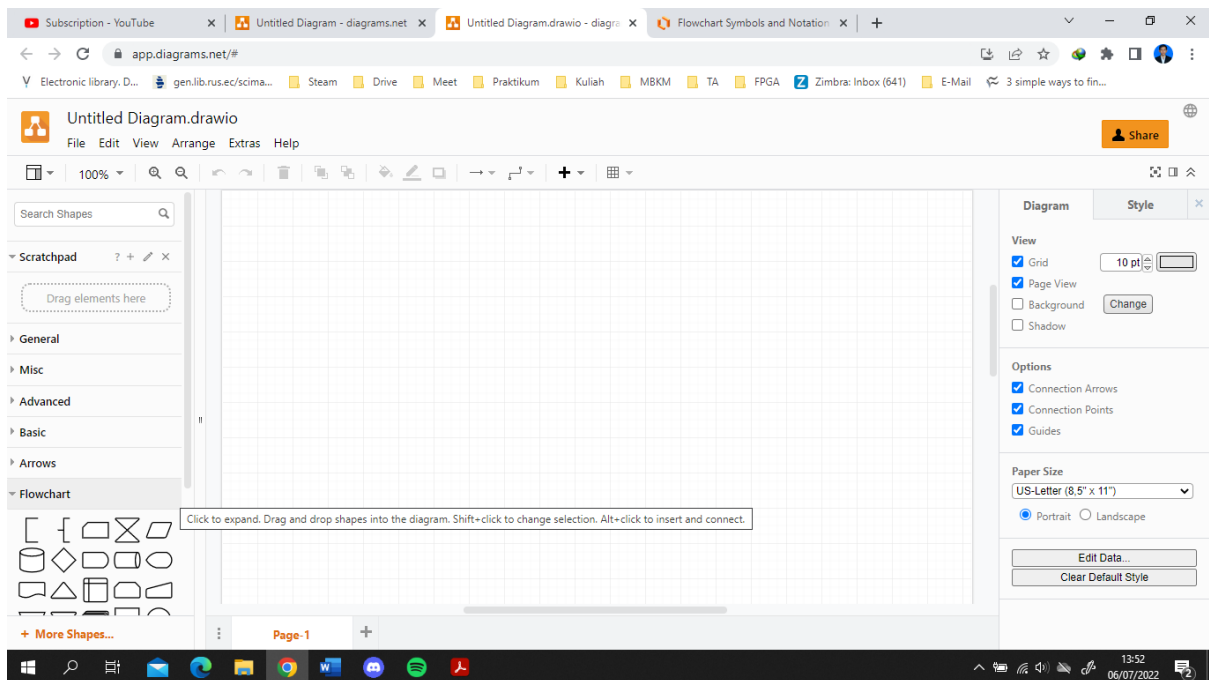 Subscription - YouTube
Untitled Diagram - diagrams.net
Untitled Diagram.drawio - diagra
Flowchart Symbols and Notation
app.diagrams.net/#
Electronic library. D...
gen.lib.rus.ec/scima...
Steam
Drive
Meet
Praktikum
Kuliah
MBKM
TA
FPGA
Zimbra: Inbox (641)
E-Mail
3 simple ways to fin...
Untitled Diagram.drawio
File Edit View Arrange Extras Help
Share
100%
Search Shapes
Scratchpad
Drag elements here
General
Misc
Advanced
Basic
Arrows
Flowchart
Click to expand. Drag and drop shapes into the diagram. Shift+click to change selection. Alt+click to insert and connect.
+ More Shapes...
Page-1
Diagram
Style
View
Grid
10 pt
Page View
Background
Change
Shadow
Options
Connection Arrows
Connection Points
Guides
Paper Size
US-Letter (8,5" x 11")
Portrait
Landscape
Edit Data...
Clear Default Style
13:52
06/07/2022
2